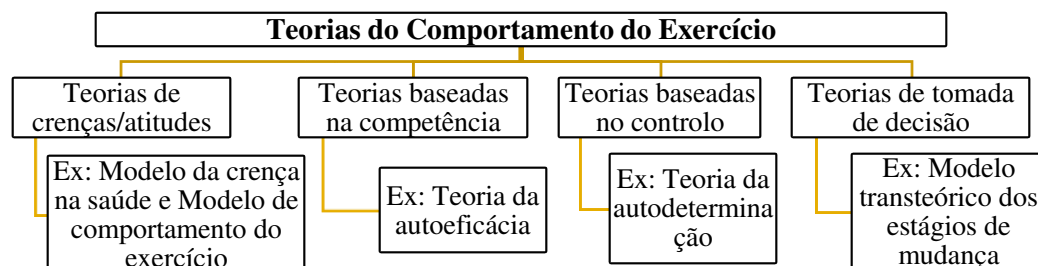 Teorias do Comportamento do Exercício
Teorias de
crenças/atitudes
Ex: Modelo da crença
na saúde e Modelo de
comportamento do
exercício
Teorias baseadas
na competência
Ex: Teoria da
autoeficácia
Teorias baseadas
no controlo
Ex: Teoria da
autodetermina
ção
Teorias de tomada
de decisão
Ex: Modelo
transteórico dos
estágios de
mudança